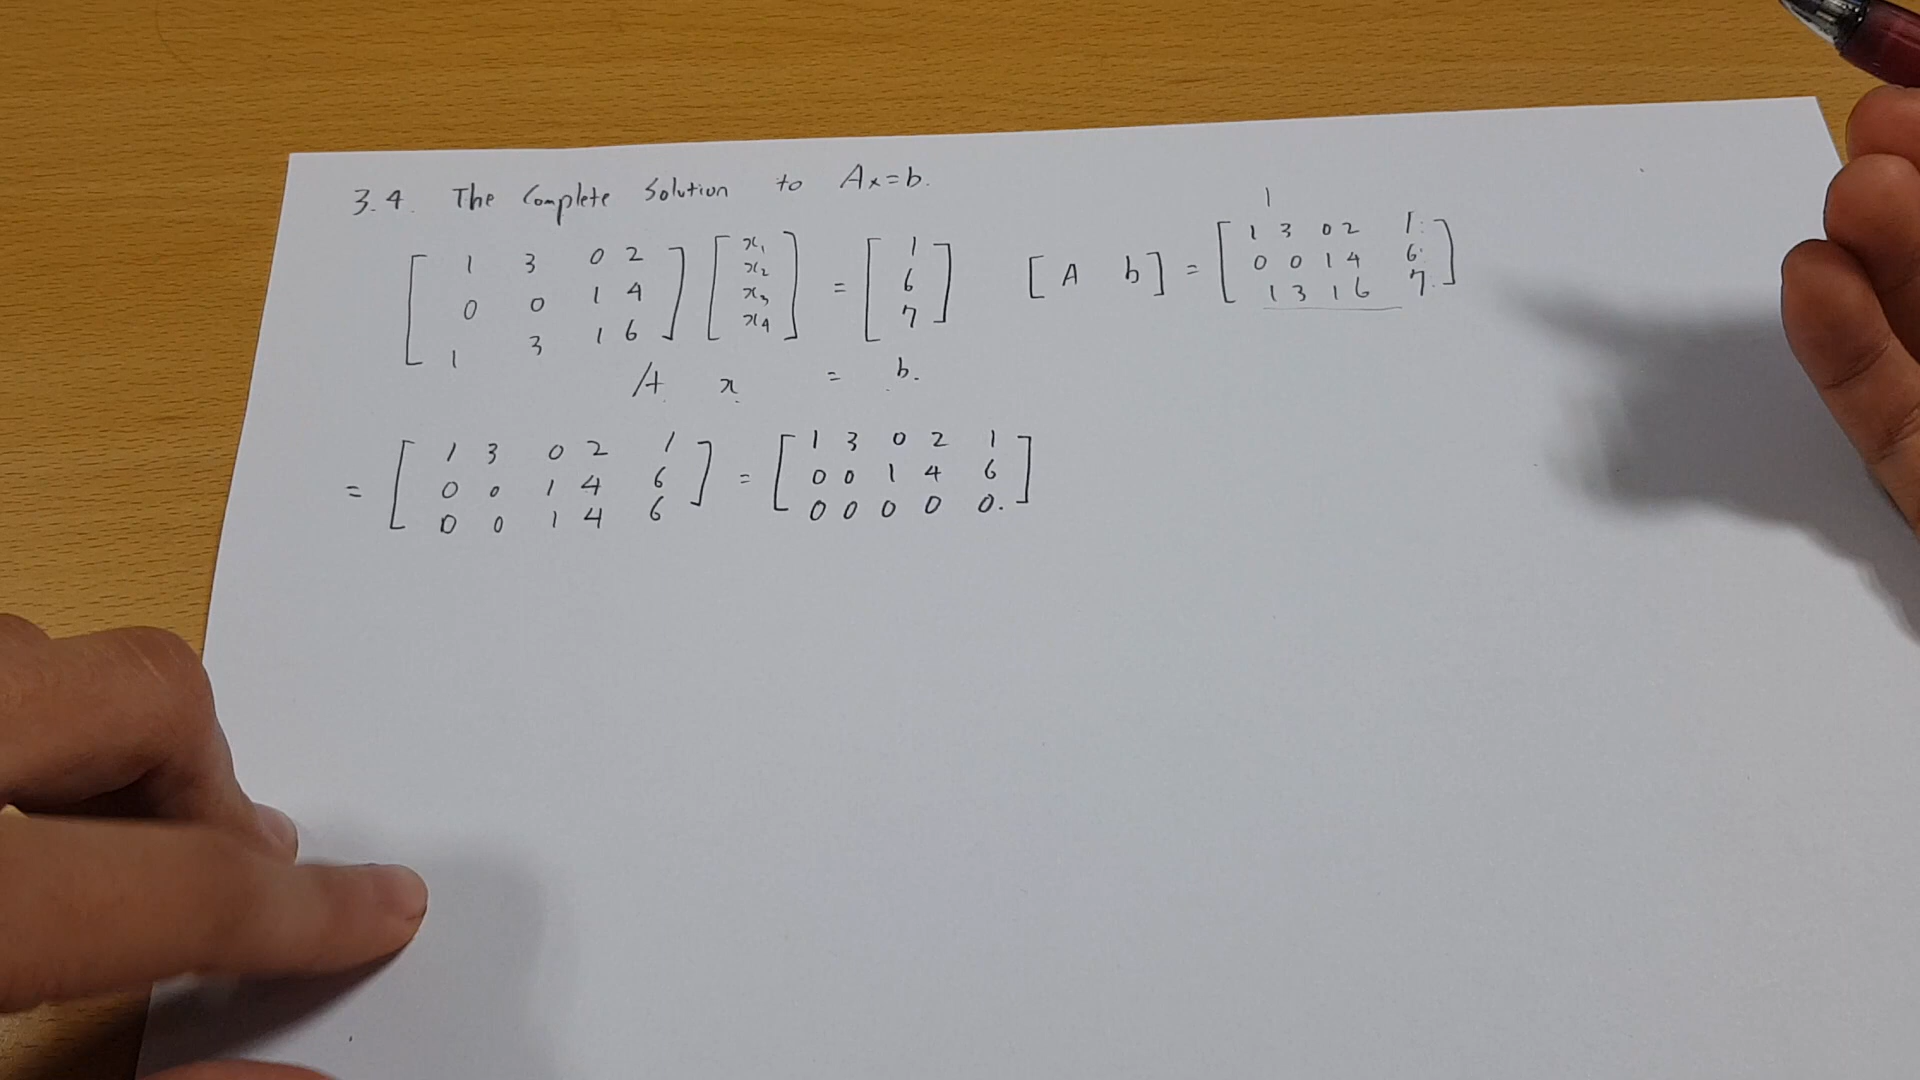 3.4. The Complete Solution to Ax=b.
1
[ 1 3 0 2 ] [ x₁ ] = [ 1 ] [ A b ] = [ 1 3 0 2 1 ]
[ 0 0 1 4 ] [ x₂ ] [ 6 ] [ 0 0 1 4 6 ]
[ 1 3 1 6 ] [ x₃ ] [ 7 ] [ 1 3 1 6 7 ]
[ x₄ ]
A x = b.
= [ 1 3 0 2 1 ] = [ 1 3 0 2 1 ]
[ 0 0 1 4 6 ] [ 0 0 1 4 6 ]
[ 0 0 1 4 6 ] [ 0 0 0 0 0. ]